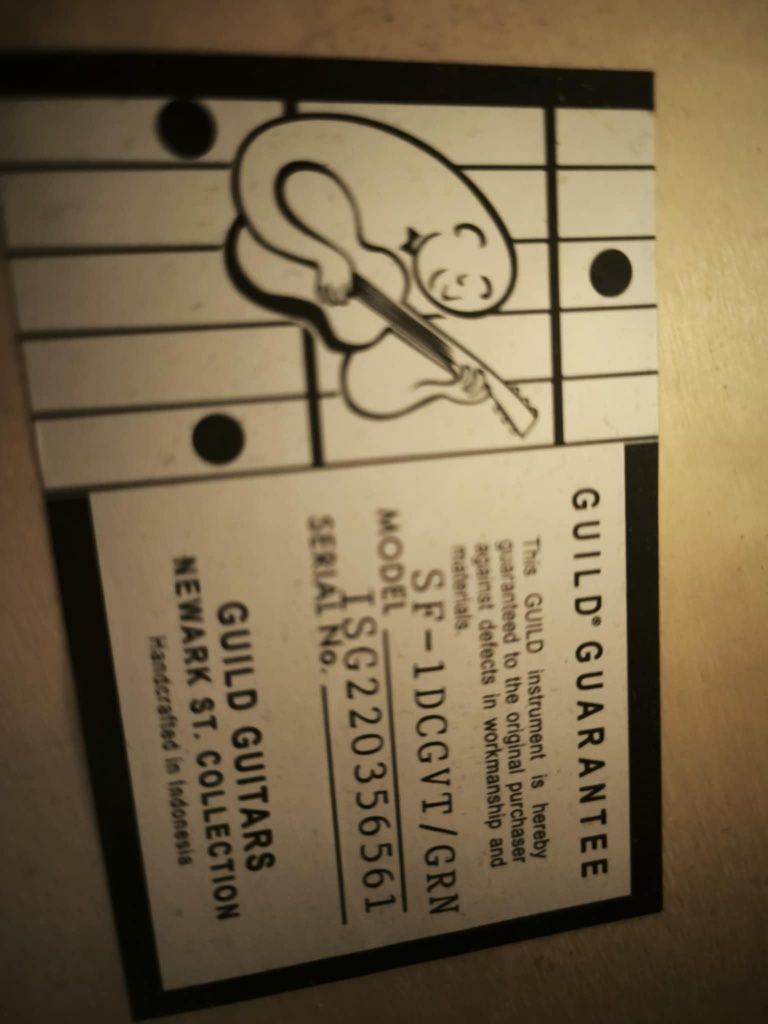 GUILD® GUARANTEE
This GUILD instrument is hereby
guaranteed to the original purchaser
against defects in workmanship and
materials.
MODEL SF-1DCGVT/GRN
SERIAL No. ISG220356561
GUILD GUITARS
NEWARK ST. COLLECTION
Handcrafted in Indonesia